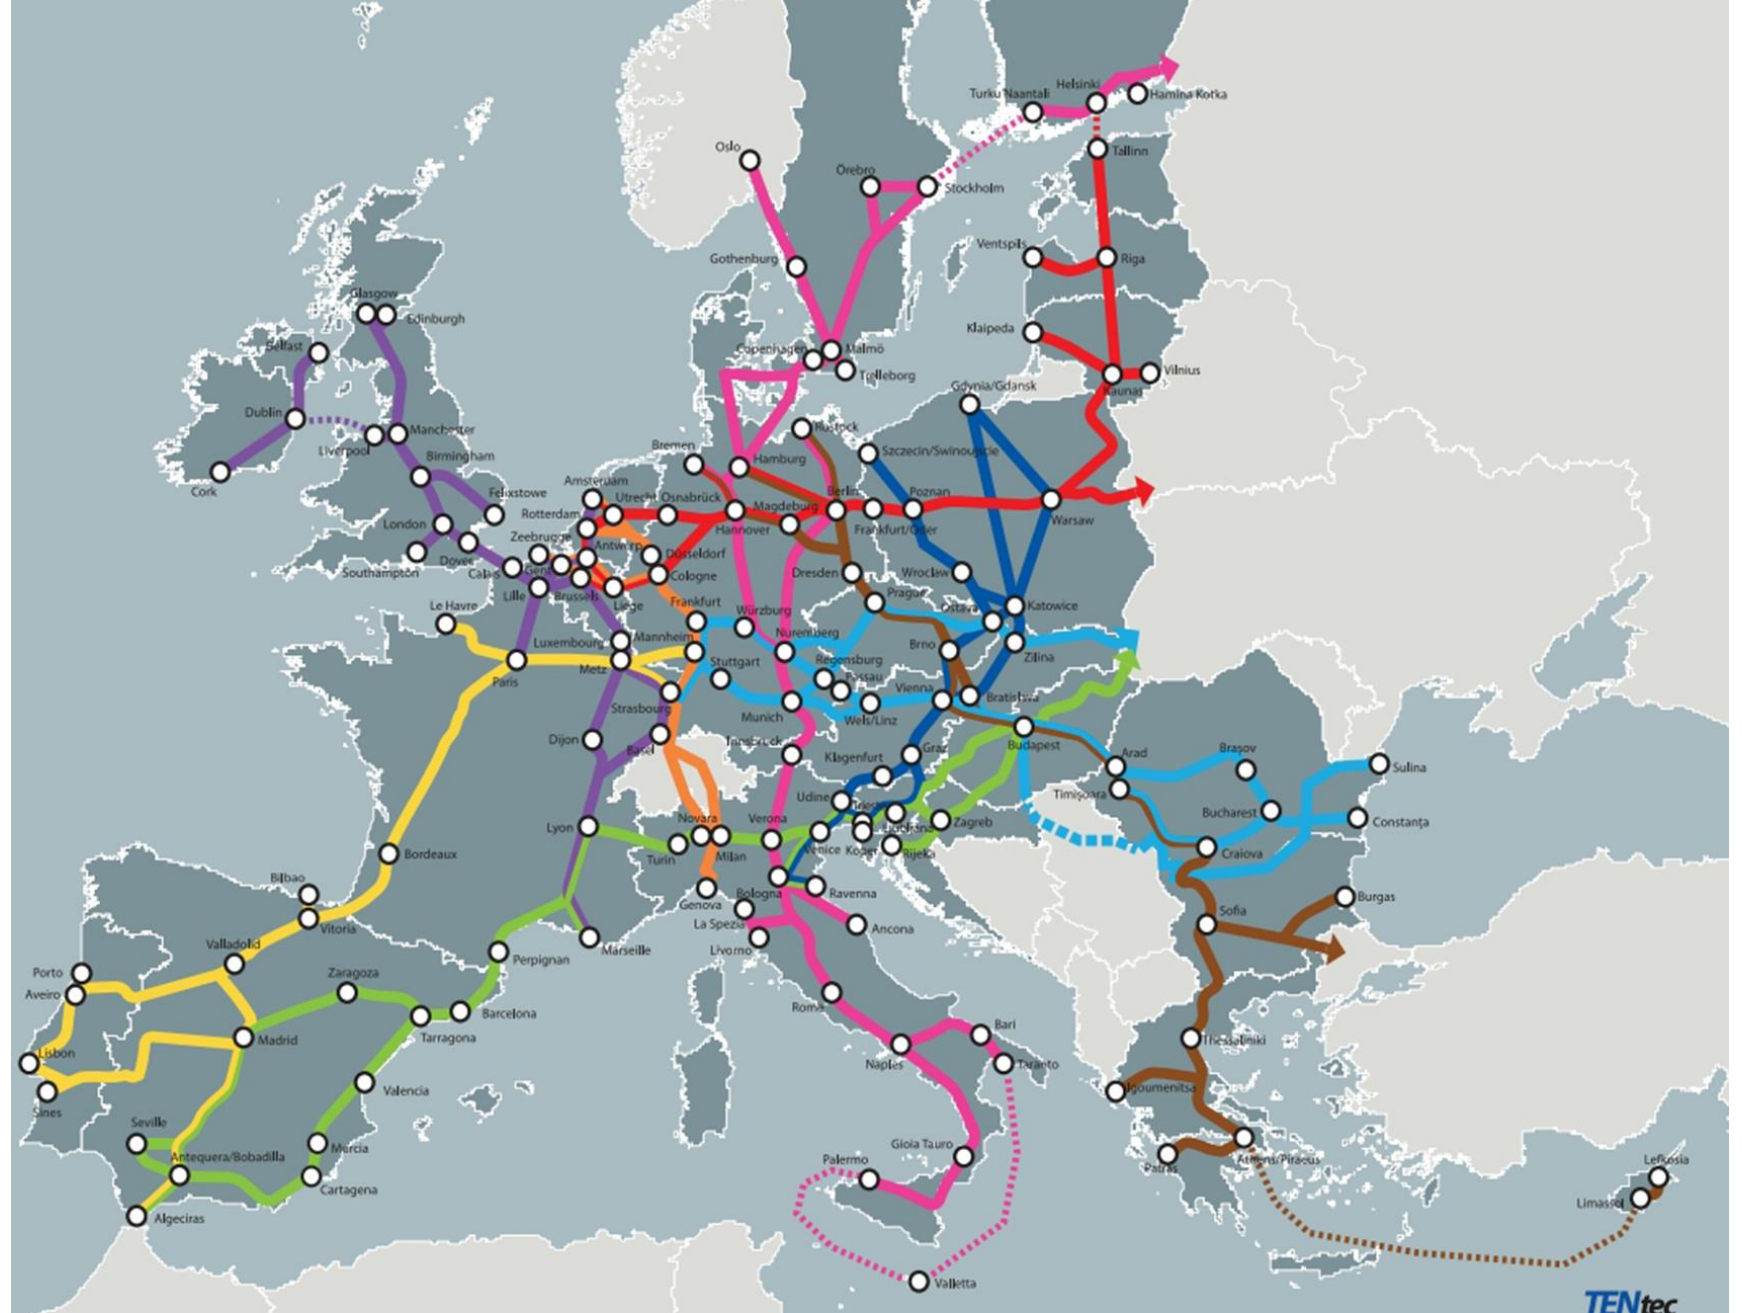 Helsinki
Turku Naantali
Hamina Kotka
Oslo
Tallinn
Örebro
Stockholm
Ventspils
Gothenburg
Riga
Glasgow
Edinburgh
Klaipeda
Belfast
Copenhagen
Malmö
Trelleborg
Vilnius
Gdynia/Gdansk
Kaunas
Dublin
Manchester
Rostock
Liverpool
Bremen
Szczecin/Swinoujscie
Birmingham
Hamburg
Cork
Amsterdam
Felixstowe
Utrecht
Osnabrück
Berlin
Poznan
Rotterdam
Magdeburg
London
Hannover
Frankfurt/Oder
Warsaw
Zeebrugge
Antwerp
Düsseldorf
Dover
Southampton
Calais
Gent
Cologne
Dresden
Wroclaw
Lille
Brussels
Liege
Le Havre
Frankfurt
Würzburg
Prague
Ostava
Katowice
Luxembourg
Mannheim
Nuremberg
Brno
Zilina
Metz
Stuttgart
Regensburg
Paris
Passau
Vienna
Bratislava
Strasbourg
Munich
Wels/Linz
Dijon
Basel
Innsbruck
Graz
Budapest
Klagenfurt
Arad
Braşov
Sulina
Udine
Timişoara
Bucharest
Constanţa
Lyon
Novara
Verona
Ljubljana
Zagreb
Turin
Milan
Venice
Koper
Rijeka
Craiova
Bordeaux
Bilbao
Genova
Bologna
Ravenna
Burgas
Vitoria
La Spezia
Ancona
Sofia
Valladolid
Livorno
Marseille
Porto
Zaragoza
Perpignan
Aveiro
Roma
Barcelona
Madrid
Tarragona
Bari
Thessaliniki
Lisbon
Naples
Taranto
Valencia
Igoumenitsa
Sines
Seville
Murcia
Gioia Tauro
Antequera/Bobadilla
Palermo
Athens/Piraeus
Patras
Lefkosia
Cartagena
Limassol
Algeciras
Valletta
TENtec